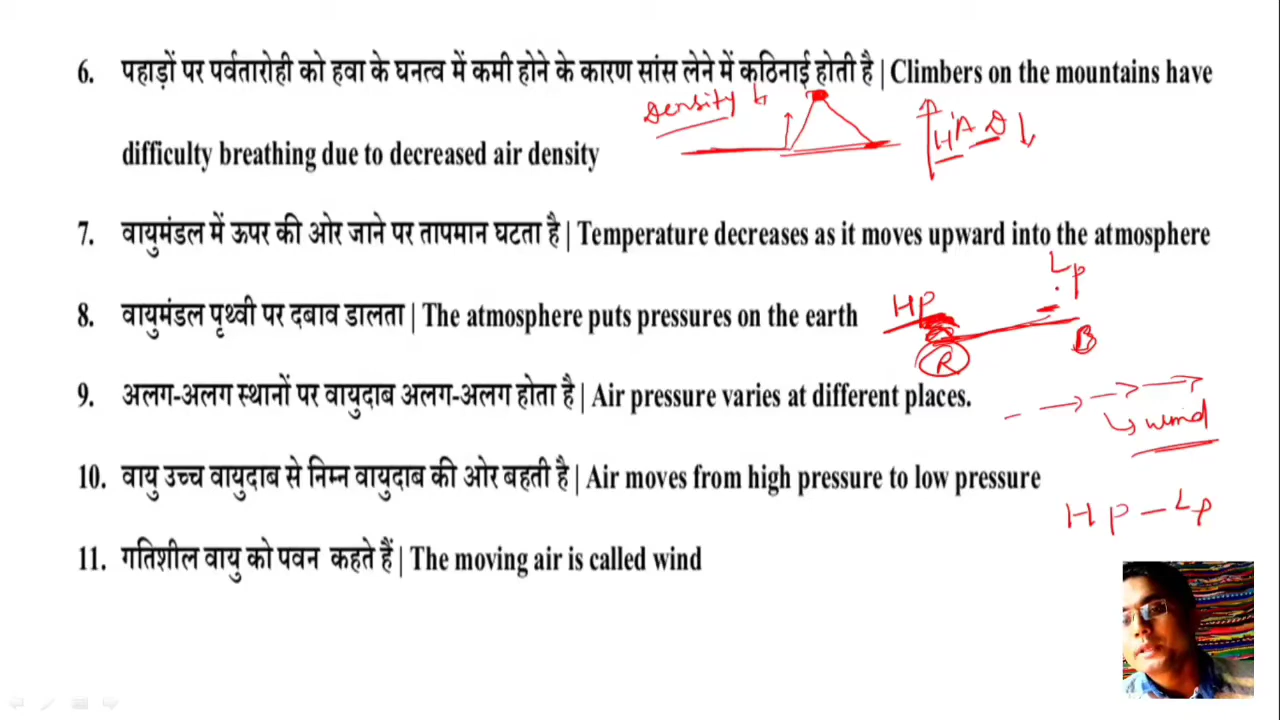 6. पहाड़ों पर पर्वतारोही को हवा के घनत्व में कमी होने के कारण सांस लेने में कठिनाई होती है | Climbers on the mountains have
Density ↓
H A D ↓
difficulty breathing due to decreased air density
7. वायुमंडल में ऊपर की ओर जाने पर तापमान घटता है | Temperature decreases as it moves upward into the atmosphere
Lp
HP
8. वायुमंडल पृथ्वी पर दबाव डालता | The atmosphere puts pressures on the earth
B
R
9. अलग-अलग स्थानों पर वायुदाब अलग-अलग होता है | Air pressure varies at different places.
wind
10. वायु उच्च वायुदाब से निम्न वायुदाब की ओर बहती है | Air moves from high pressure to low pressure
HP - Lp
11. गतिशील वायु को पवन कहते हैं | The moving air is called wind